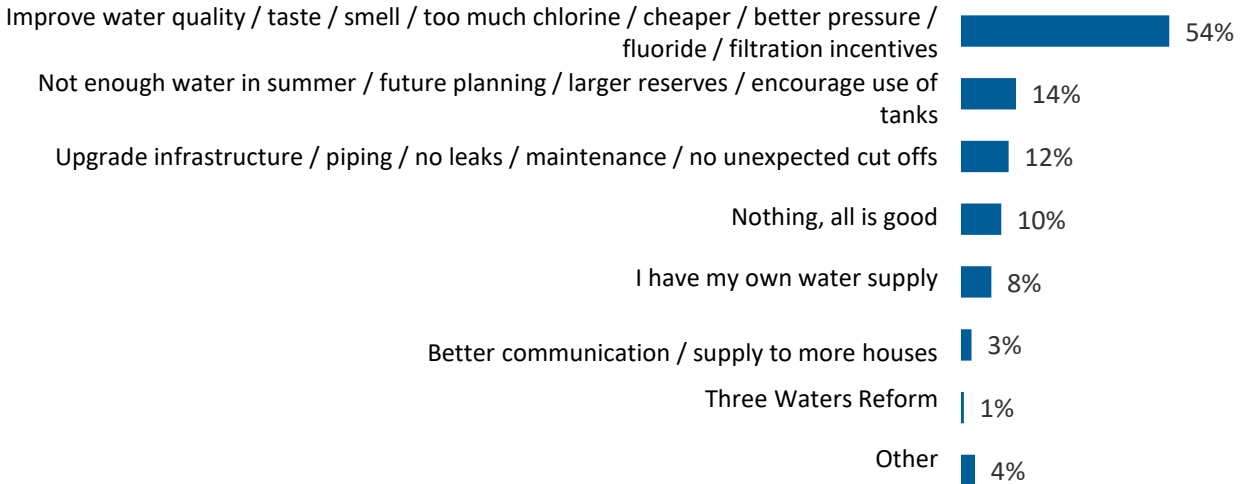 Improve water quality / taste / smell / too much chlorine / cheaper / better pressure /
fluoride / filtration incentives
54%
Not enough water in summer / future planning / larger reserves / encourage use of
tanks
14%
Upgrade infrastructure / piping / no leaks / maintenance / no unexpected cut offs
12%
Nothing, all is good
10%
I have my own water supply
8%
Better communication / supply to more houses
3%
Three Waters Reform
1%
Other
4%